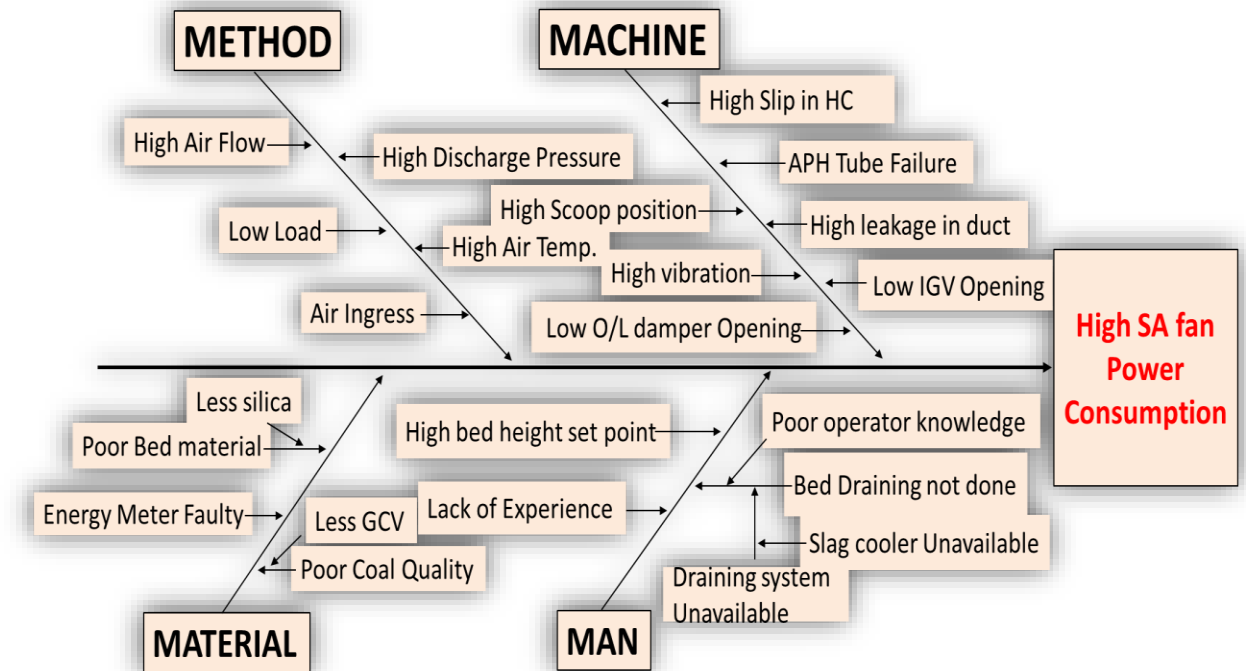 METHOD
MACHINE
High Slip in HC
High Air Flow
High Discharge Pressure
APH Tube Failure
High Scoop position
Low Load
High leakage in duct
High Air Temp.
High vibration
Low IGV Opening
Air Ingress
Low O/L damper Opening
High SA fan
Power
Consumption
Less silica
Poor operator knowledge
High bed height set point
Poor Bed material
Bed Draining not done
Energy Meter Faulty
Less GCV
Lack of Experience
Slag cooler Unavailable
Poor Coal Quality
Draining system
Unavailable
MATERIAL
MAN